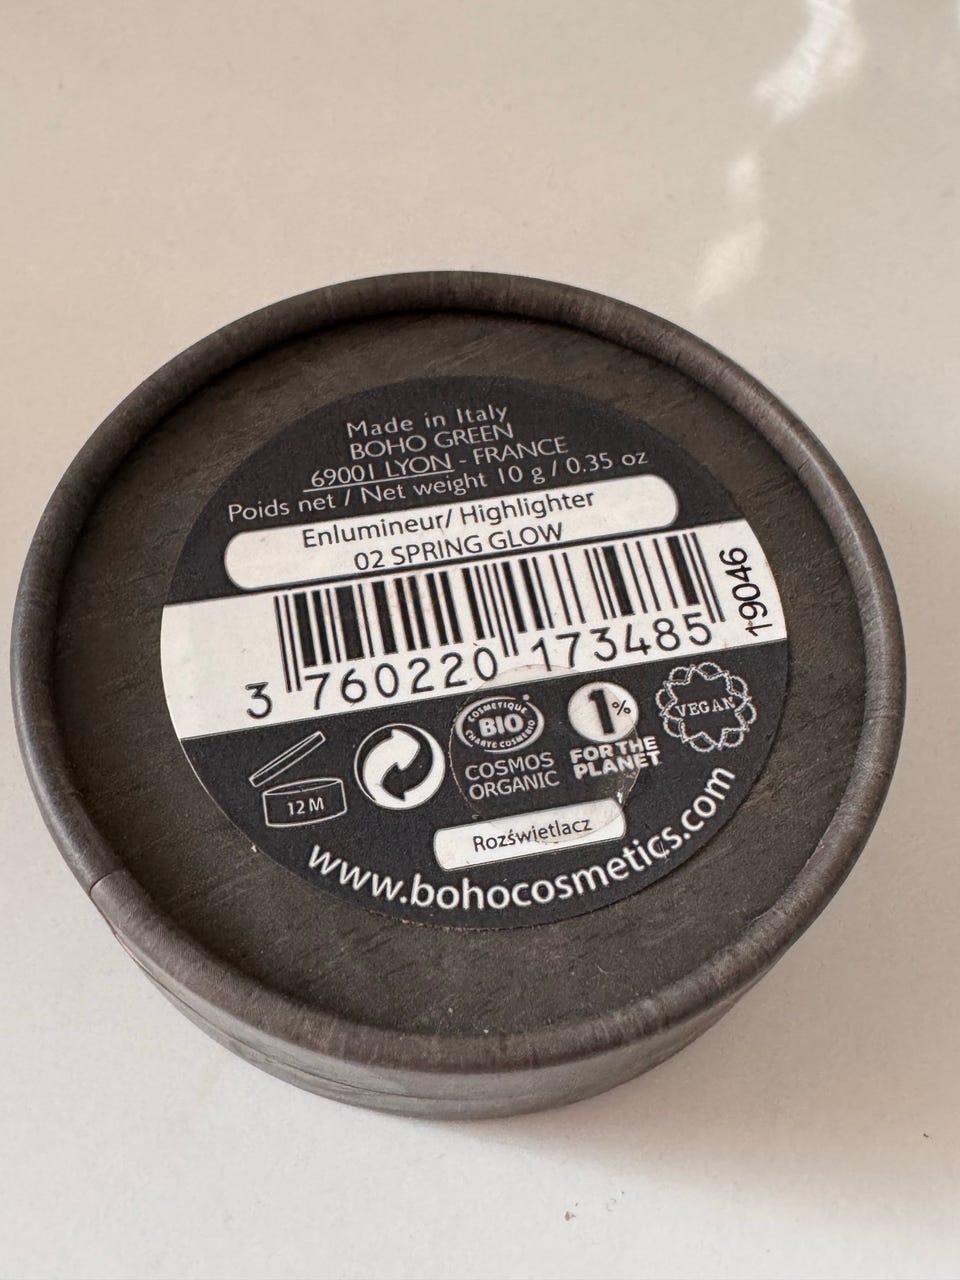 Made in Italy
BOHO GREEN
69001 LYON - FRANCE
Poids net / Net weight 10 g / 0.35 oz
Enlumineur/ Highlighter
02 SPRING GLOW
19046
3 760220 173485
12 M
COSMETIQUE
BIO
CHARTE COSMEBIO
COSMOS
ORGANIC
1%
FOR THE
PLANET
VEGAN
Rozświetlacz
www.bohocosmetics.com